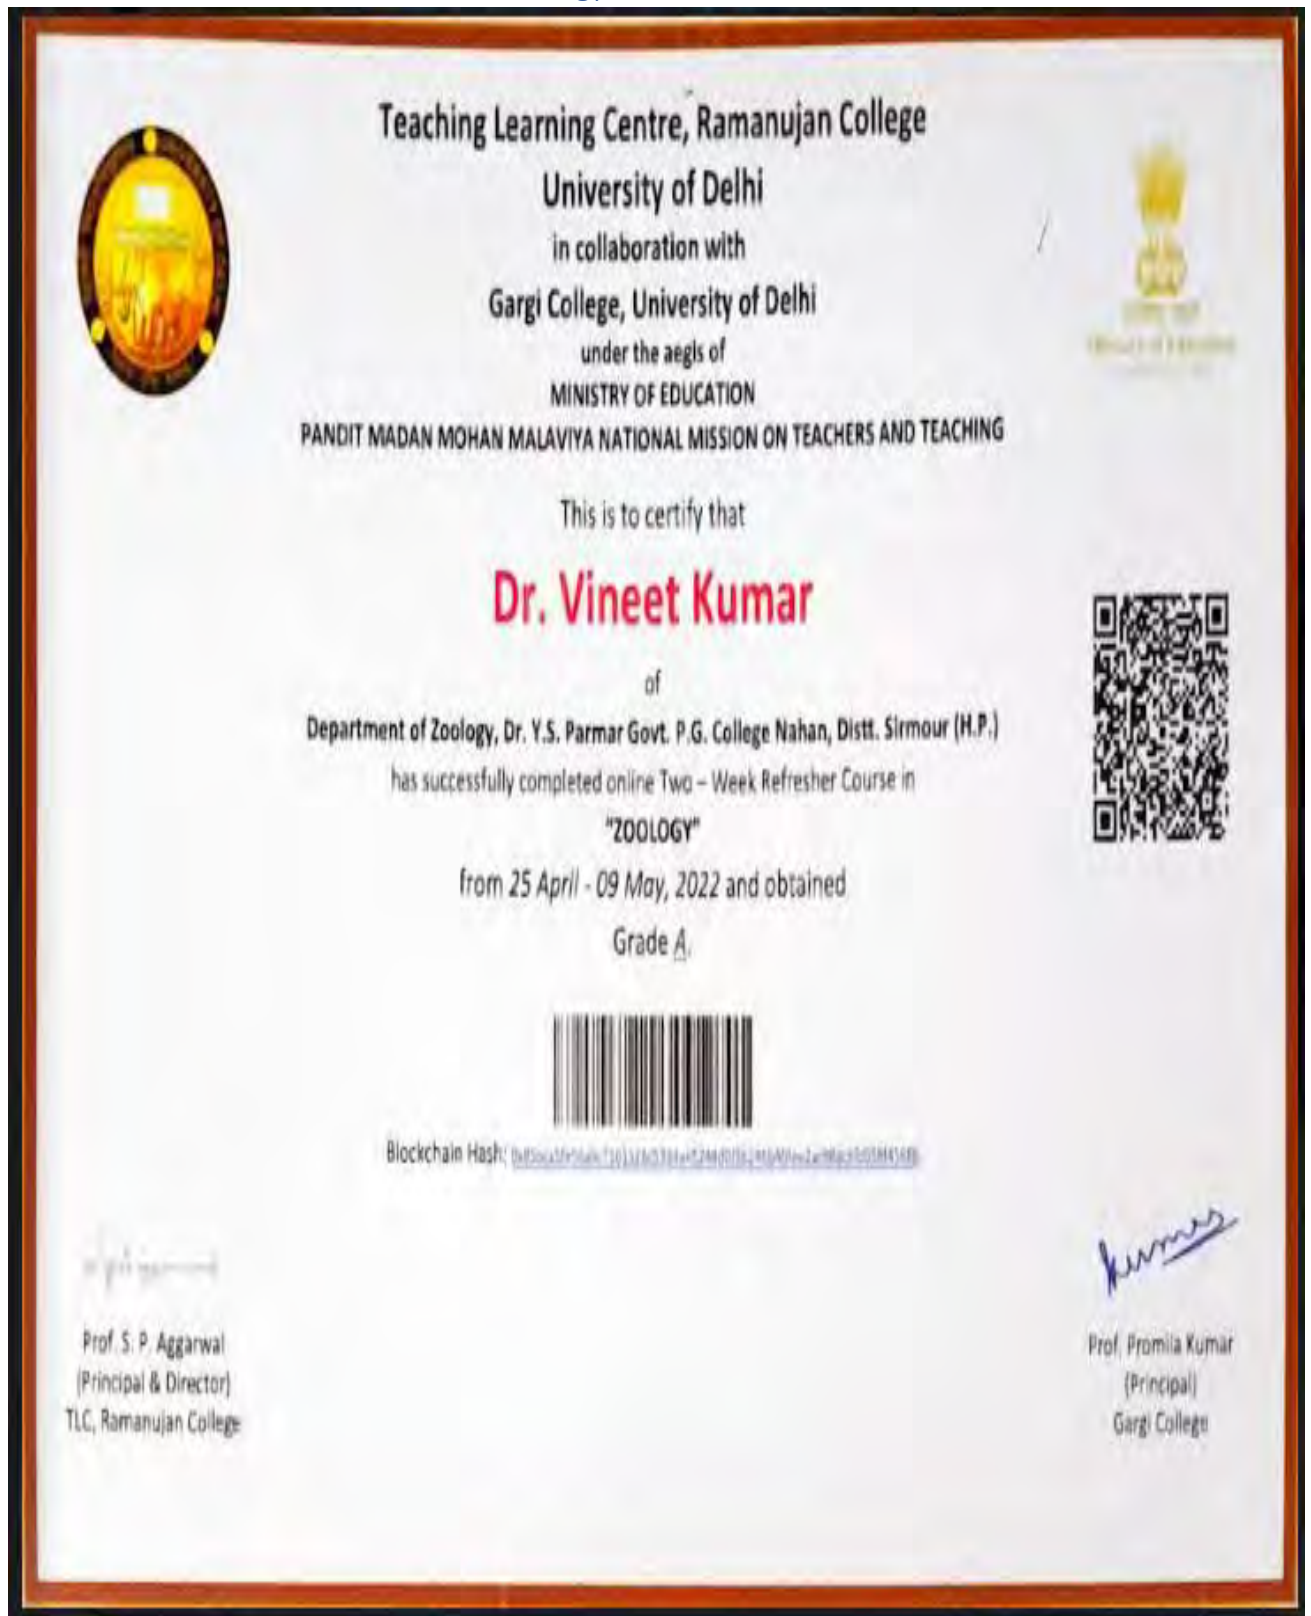 Teaching Learning Centre, Ramanujan College
University of Delhi
in collaboration with
Gargi College, University of Delhi
under the aegis of
MINISTRY OF EDUCATION
PANDIT MADAN MOHAN MALAVIYA NATIONAL MISSION ON TEACHERS AND TEACHING
This is to certify that
Dr. Vineet Kumar
of
Department of Zoology, Dr. Y.S. Parmar Govt. P.G. College Nahan, Distt. Sirmour (H.P.)
has successfully completed online Two – Week Refresher Course in
"ZOOLOGY"
from 25 April - 09 May, 2022 and obtained
Grade A.
Blockchain Hash:
Prof. S. P. Aggarwal
(Principal & Director)
TLC, Ramanujan College
Prof. Promila Kumar
(Principal)
Gargi College